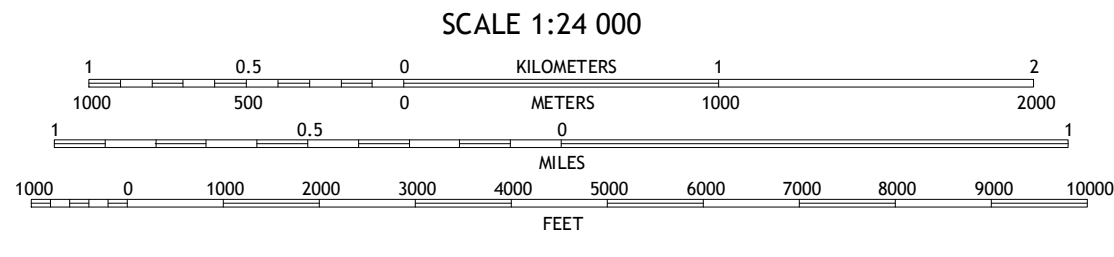 SCALE 1:24 000
1 0.5 0 KILOMETERS 1 2
1000 500 0 METERS 1000 2000
1 0.5 0 1
MILES
1000 0 1000 2000 3000 4000 5000 6000 7000 8000 9000 10000
FEET